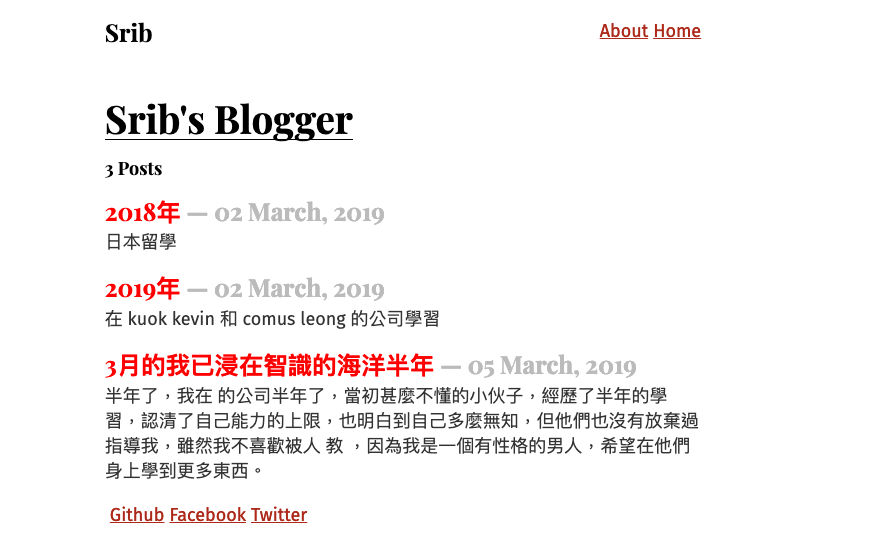 Srib
About Home
Srib's Blogger
3 Posts
2018年 — 02 March, 2019
日本留學
2019年 — 02 March, 2019
在 kuok kevin 和 comus leong 的公司學習
3月的我已浸在智識的海洋半年 — 05 March, 2019
半年了，我在 的公司半年了，當初甚麼不懂的小伙子，經歷了半年的學
習，認清了自己能力的上限，也明白到自己多麼無知，但他們也沒有放棄過
指導我，雖然我不喜歡被人 教 ，因為我是一個有性格的男人，希望在他們
身上學到更多東西。
Github Facebook Twitter